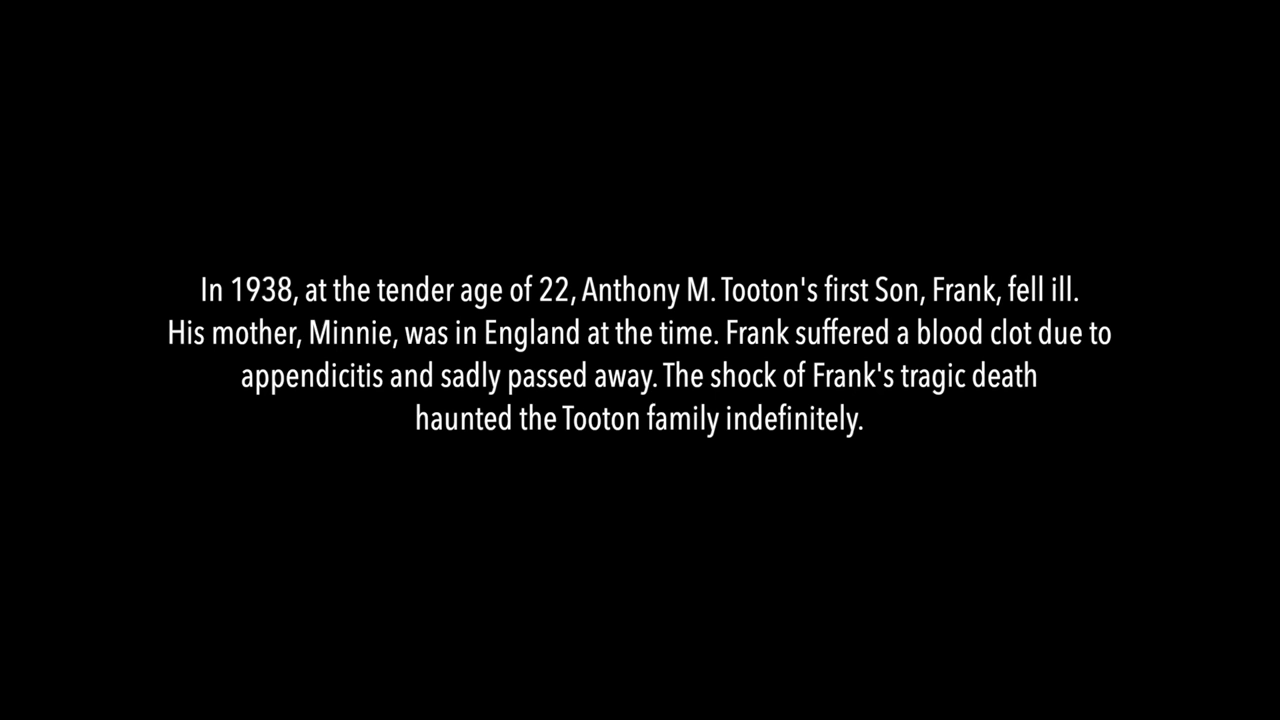 In 1938, at the tender age of 22, Anthony M. Tooton's first Son, Frank, fell ill.
His mother, Minnie, was in England at the time. Frank suffered a blood clot due to
appendicitis and sadly passed away. The shock of Frank's tragic death
haunted the Tooton family indefinitely.